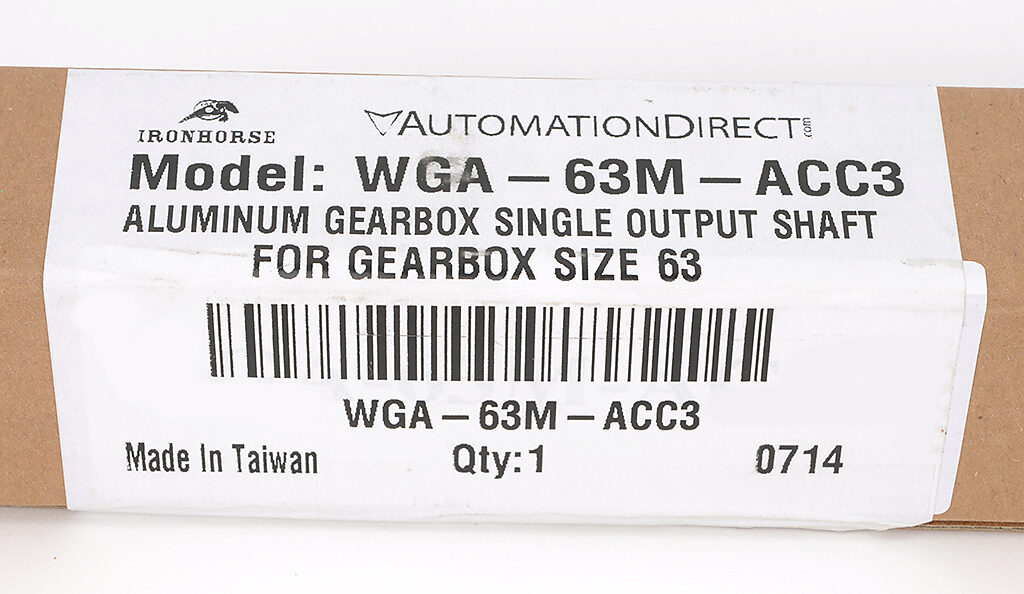 IRONHORSE
AUTOMATIONDIRECT.com
Model: WGA – 63M – ACC3
ALUMINUM GEARBOX SINGLE OUTPUT SHAFT
FOR GEARBOX SIZE 63
WGA – 63M – ACC3
Made In Taiwan Qty: 1 0714